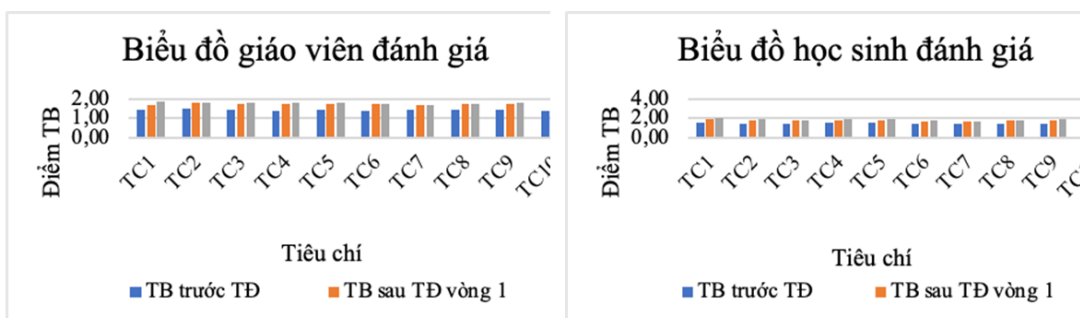 Biểu đồ giáo viên đánh giá
Điểm TB
2,00
1,00
0,00
TC1 TC2 TC3 TC4 TC5 TC6 TC7 TC8 TC9
Tiêu chí
TB trước TĐ TB sau TĐ vòng 1
Biểu đồ học sinh đánh giá
Điểm TB
4,00
2,00
0,00
TC1 TC2 TC3 TC4 TC5 TC6 TC7 TC8 TC9
Tiêu chí
TB trước TĐ TB sau TĐ vòng 1